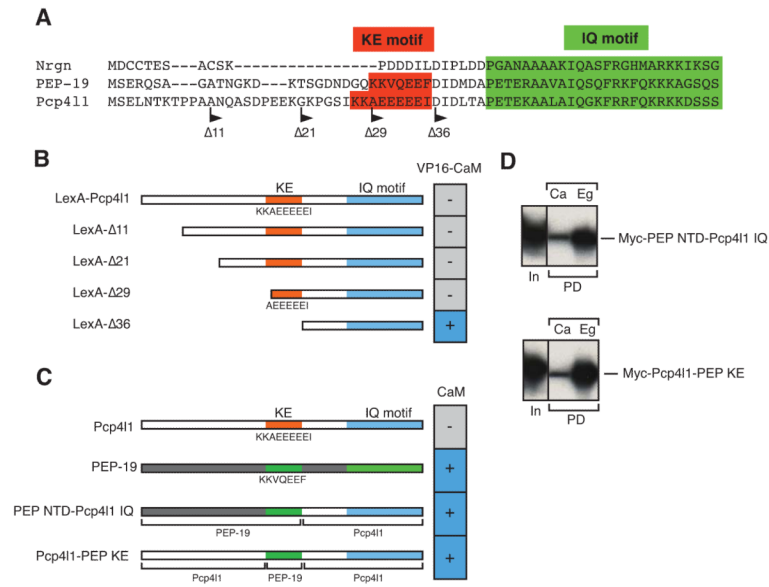 A
KE motif
IQ motif
Nrgn MDCCTES---ACSK----------------PDDDILDIPLDDPGANAAAAKIQASFRGHMARKKIKSG
PEP-19 MSERQSA---GATNGKD--KTSGDNDGQKKVQEEFDIDMDAPETERAAVAIQSQFRKFQKKKAGSQS
Pcp4l1 MSELNTKTPPAANQASDPEEKGKPGSIKKAEEEEEIDIDLTAPETEKAALAIQGKFRRFQKRKKDSSS
Δ11 Δ21 Δ29 Δ36
B
VP16-CaM
KE IQ motif
LexA-Pcp4l1 -
KKAEEEEEI
LexA-Δ11 -
LexA-Δ21 -
LexA-Δ29 -
AEEEEEI
LexA-Δ36 +
C
CaM
KE IQ motif
Pcp4l1 -
KKAEEEEEI
PEP-19 +
KKVQEEF
PEP NTD-Pcp4l1 IQ +
PEP-19 Pcp4l1
Pcp4l1-PEP KE +
Pcp4l1 PEP-19 Pcp4l1
D
Ca Eg
Myc-PEP NTD-Pcp4l1 IQ
In PD
Ca Eg
Myc-Pcp4l1-PEP KE
In PD